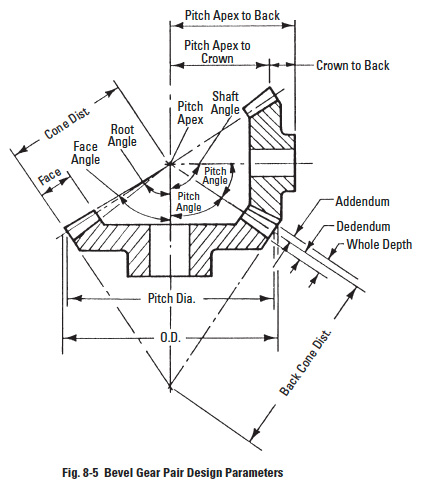 Pitch Apex to Back
Pitch Apex to
Crown
Crown to Back
Cone Dist.
Shaft
Angle
Pitch
Apex
Root
Angle
Face
Angle
Face
Pitch
Angle
Pitch
Angle
Addendum
Dedendum
Whole Depth
Pitch Dia.
O.D.
Back Cone Dist.
Fig. 8-5 Bevel Gear Pair Design Parameters